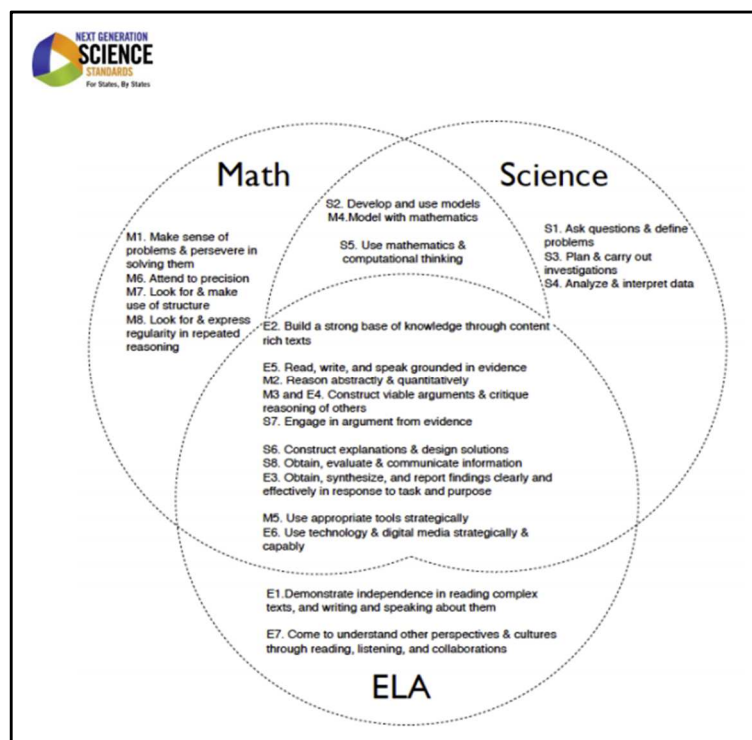 NEXT GENERATION
SCIENCE
STANDARDS
For States, By States
Math
Science
S2. Develop and use models
M4.Model with mathematics
S5. Use mathematics &
computational thinking
M1. Make sense of
problems & persevere in
solving them
M6. Attend to precision
M7. Look for & make
use of structure
M8. Look for & express
regularity in repeated
reasoning
S1. Ask questions & define
problems
S3. Plan & carry out
investigations
S4. Analyze & interpret data
E2. Build a strong base of knowledge through content
rich texts
E5. Read, write, and speak grounded in evidence
M2. Reason abstractly & quantitatively
M3 and E4. Construct viable arguments & critique
reasoning of others
S7. Engage in argument from evidence
S6. Construct explanations & design solutions
S8. Obtain, evaluate & communicate information
E3. Obtain, synthesize, and report findings clearly and
effectively in response to task and purpose
M5. Use appropriate tools strategically
E6. Use technology & digital media strategically &
capably
E1.Demonstrate independence in reading complex
texts, and writing and speaking about them
E7. Come to understand other perspectives & cultures
through reading, listening, and collaborations
ELA